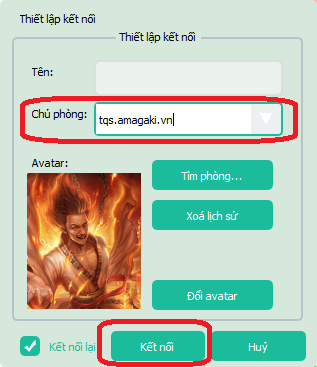 Thiết lập kết nối
Thiết lập kết nối
Tên:
Chủ phòng: tqs.amagaki.vn
Avatar:
Tìm phòng...
Xoá lịch sử
Đổi avatar
Kết nối lại Kết nối Huỷ